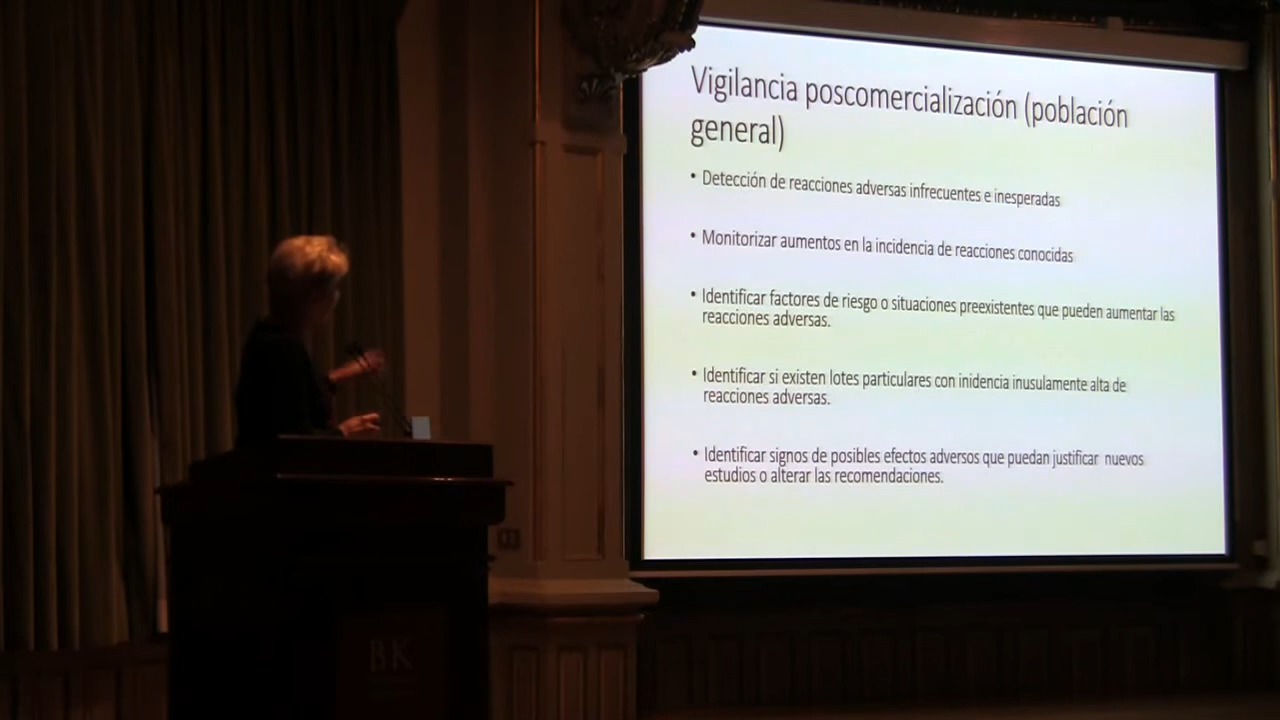 Vigilancia poscomercialización (población
general)
• Detección de reacciones adversas infrecuentes e inesperadas
• Monitorizar aumentos en la incidencia de reacciones conocidas
• Identificar factores de riesgo o situaciones preexistentes que pueden aumentar las
reacciones adversas.
• Identificar si existen lotes particulares con inidencia inusulamente alta de
reacciones adversas.
• Identificar signos de posibles efectos adversos que puedan justificar nuevos
estudios o alterar las recomendaciones.
BK